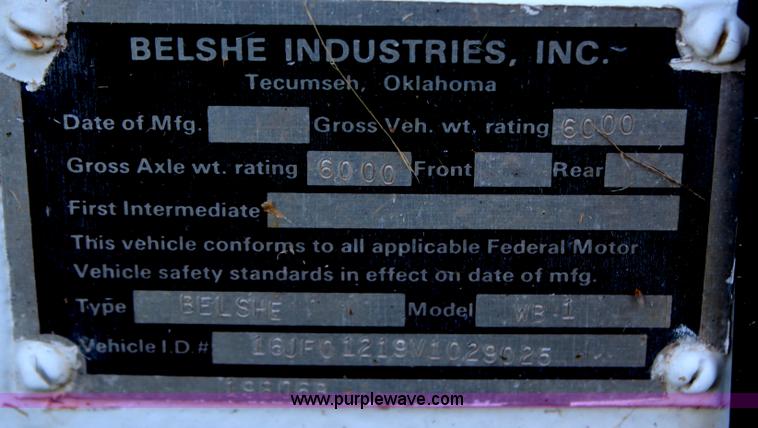 BELSHE INDUSTRIES, INC.
Tecumseh, Oklahoma
Date of Mfg. Gross Veh. wt. rating 6000
Gross Axle wt. rating 6000 Front Rear
First Intermediate
This vehicle conforms to all applicable Federal Motor
Vehicle safety standards in effect on date of mfg.
Type BELSHE Model WB-1
Vehicle I.D.# 16JF01219V1029025
www.purplewave.com